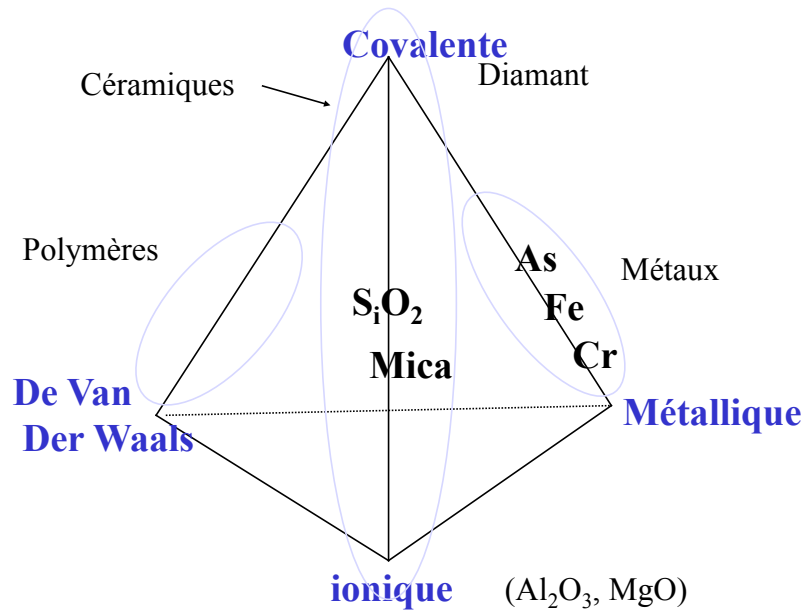 Covalente
Diamant
Céramiques
Polymères
As
Métaux
SiO2
Fe
Cr
Mica
De Van
Der Waals
Métallique
ionique (Al2O3, MgO)